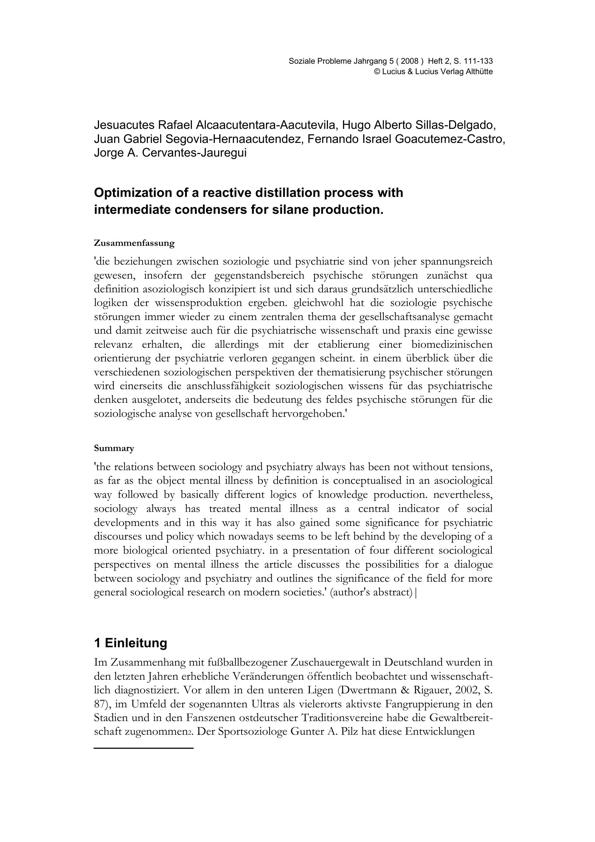 Soziale Probleme Jahrgang 5 ( 2008 ) Heft 2, S. 111-133
© Lucius & Lucius Verlag Althütte
Jesuacutes Rafael Alcaacutentara-Aacutevila, Hugo Alberto Sillas-Delgado,
Juan Gabriel Segovia-Hernaacutendez, Fernando Israel Goacutemez-Castro,
Jorge A. Cervantes-Jauregui
Optimization of a reactive distillation process with
intermediate condensers for silane production.
Zusammenfassung
'die beziehungen zwischen soziologie und psychiatrie sind von jeher spannungsreich
gewesen, insofern der gegenstandsbereich psychische störungen zunächst qua
definition asoziologisch konzipiert ist und sich daraus grundsätzlich unterschiedliche
logiken der wissensproduktion ergeben. gleichwohl hat die soziologie psychische
störungen immer wieder zu einem zentralen thema der gesellschaftsanalyse gemacht
und damit zeitweise auch für die psychiatrische wissenschaft und praxis eine gewisse
relevanz erhalten, die allerdings mit der etablierung einer biomedizinischen
orientierung der psychiatrie verloren gegangen scheint. in einem überblick über die
verschiedenen soziologischen perspektiven der thematisierung psychischer störungen
wird einerseits die anschlussfähigkeit soziologischen wissens für das psychiatrische
denken ausgelotet, anderseits die bedeutung des feldes psychische störungen für die
soziologische analyse von gesellschaft hervorgehoben.'
Summary
'the relations between sociology and psychiatry always has been not without tensions,
as far as the object mental illness by definition is conceptualised in an asociological
way followed by basically different logics of knowledge production. nevertheless,
sociology always has treated mental illness as a central indicator of social
developments and in this way it has also gained some significance for psychiatric
discourses und policy which nowadays seems to be left behind by the developing of a
more biological oriented psychiatry. in a presentation of four different sociological
perspectives on mental illness the article discusses the possibilities for a dialogue
between sociology and psychiatry and outlines the significance of the field for more
general sociological research on modern societies.' (author's abstract)|
1 Einleitung
Im Zusammenhang mit fußballbezogener Zuschauergewalt in Deutschland wurden in
den letzten Jahren erhebliche Veränderungen öffentlich beobachtet und wissenschaft-
lich diagnostiziert. Vor allem in den unteren Ligen (Dwertmann & Rigauer, 2002, S.
87), im Umfeld der sogenannten Ultras als vielerorts aktivste Fangruppierung in den
Stadien und in den Fanszenen ostdeutscher Traditionsvereine habe die Gewaltbereit-
schaft zugenommen2. Der Sportsoziologe Gunter A. Pilz hat diese Entwicklungen